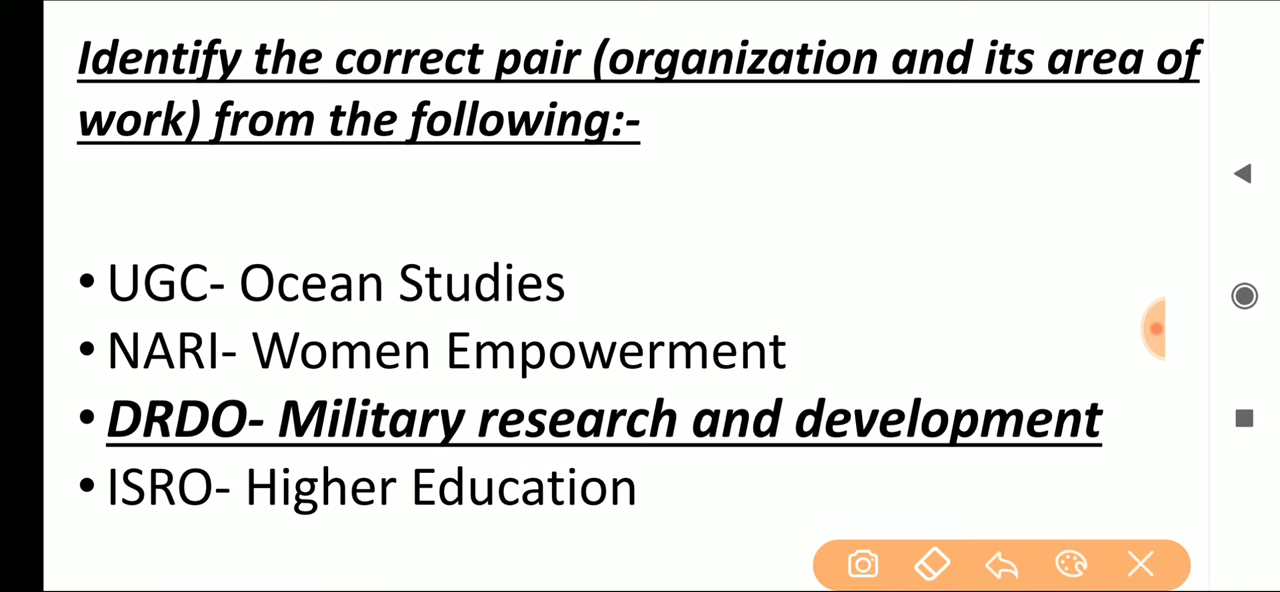 Identify the correct pair (organization and its area of
work) from the following:-
• UGC- Ocean Studies
• NARI- Women Empowerment
• DRDO- Military research and development
• ISRO- Higher Education